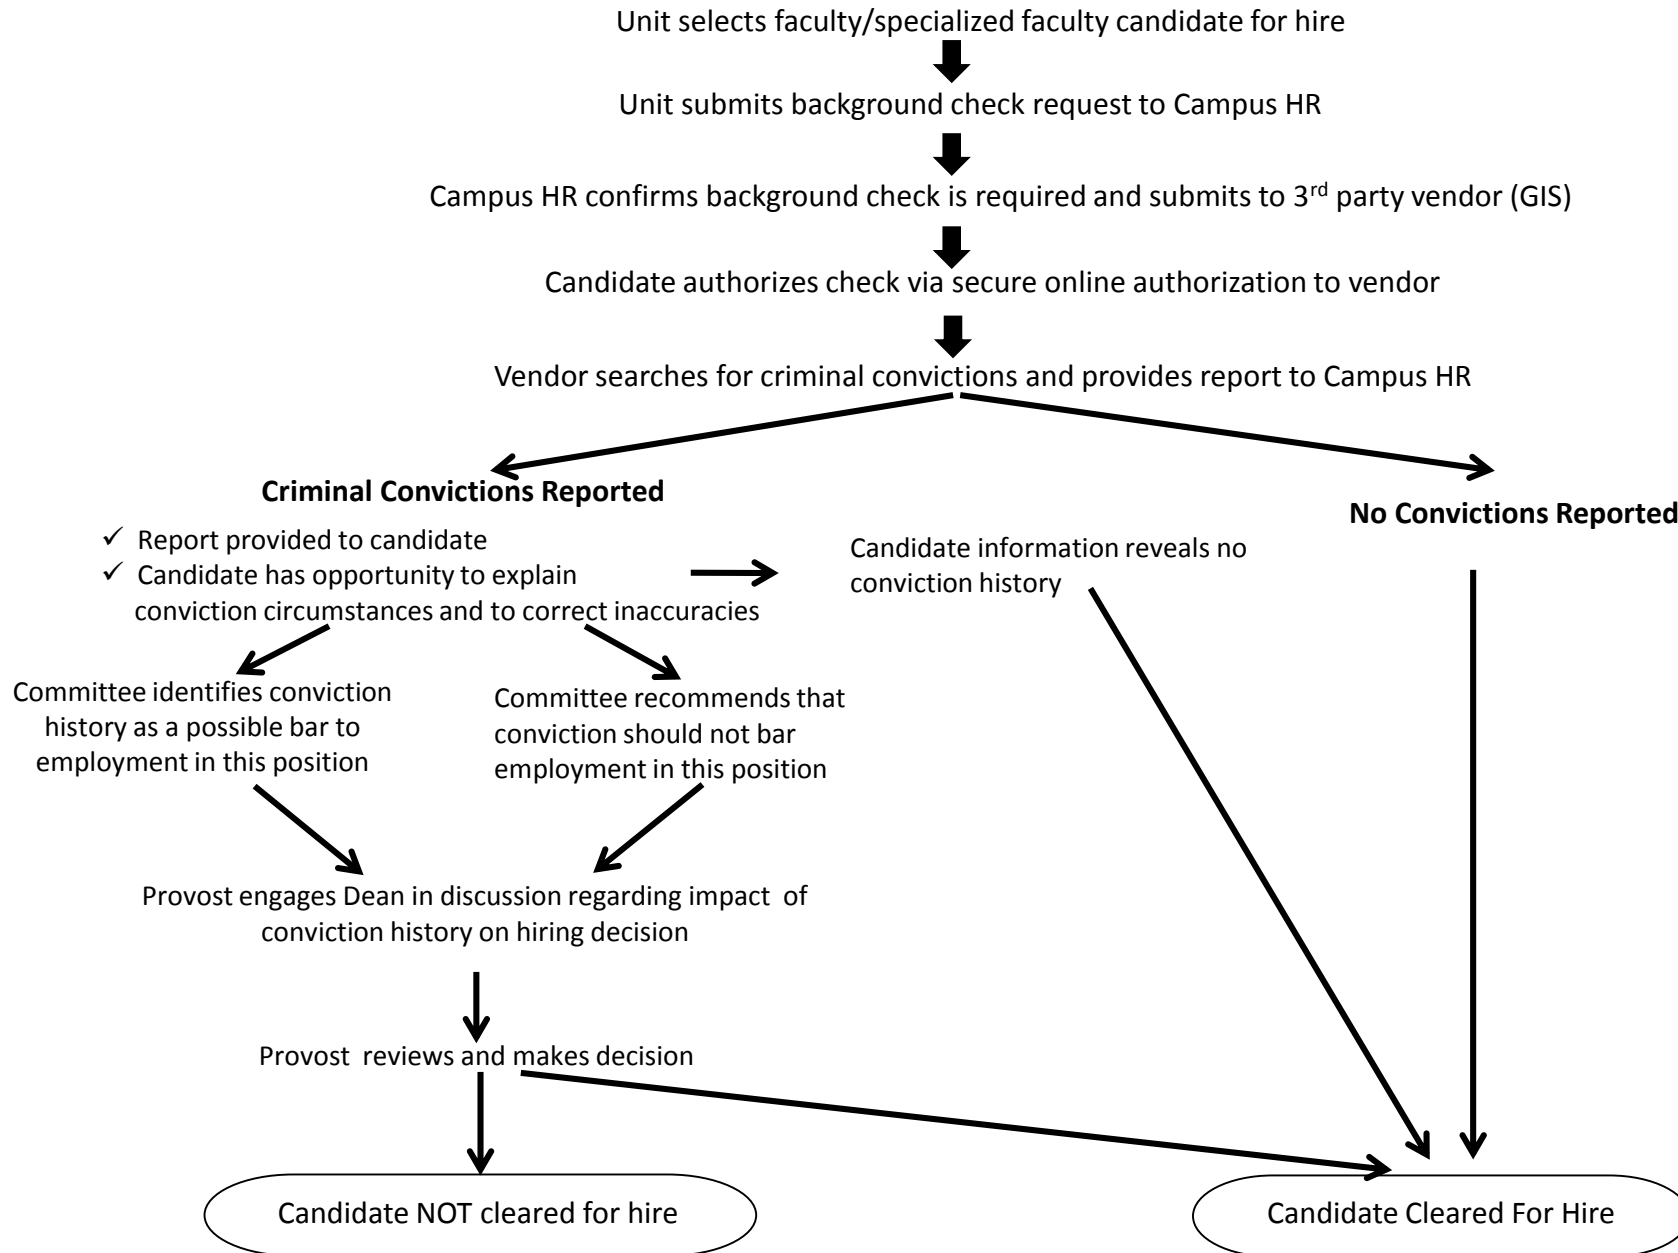 Unit selects faculty/specialized faculty candidate for hire
Unit submits background check request to Campus HR
Campus HR confirms background check is required and submits to 3rd party vendor (GIS)
Candidate authorizes check via secure online authorization to vendor
Vendor searches for criminal convictions and provides report to Campus HR
Criminal Convictions Reported
✓ Report provided to candidate
✓ Candidate has opportunity to explain
conviction circumstances and to correct inaccuracies
Candidate information reveals no
conviction history
No Convictions Reported
Committee identifies conviction
history as a possible bar to
employment in this position
Committee recommends that
conviction should not bar
employment in this position
Provost engages Dean in discussion regarding impact of
conviction history on hiring decision
Provost reviews and makes decision
Candidate NOT cleared for hire
Candidate Cleared For Hire